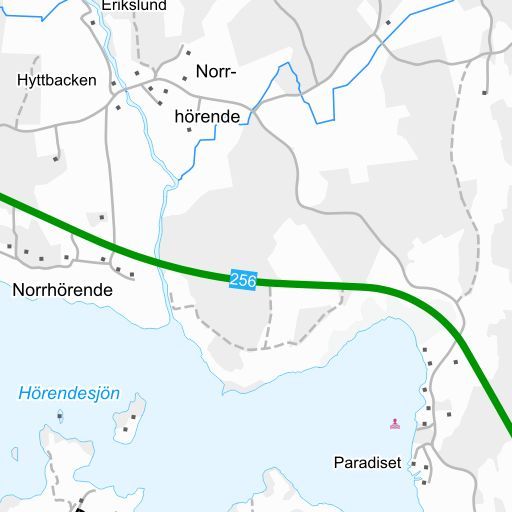 Erikslund
Hyttbacken
Norr-
hörende
256
Norrhörende
Hörendesjön
Paradiset